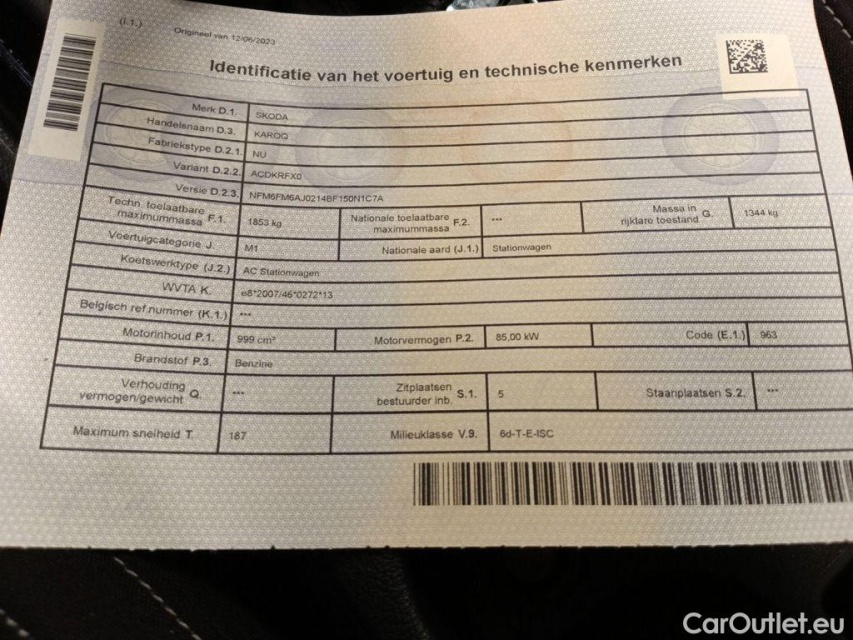 (I.1.) Origineel van 12/06/2023
Identificatie van het voertuig en technische kenmerken
Merk D.1. SKODA
Handelsnaam D.3. KAROQ
Fabriekstype D.2.1. NU
Variant D.2.2. ACDKRFX0
Versie D.2.3. NFM6FM6AJ0214BF150N1C7A
Techn. toelaatbare maximummassa F.1. 1853 kg Nationale toelaatbare maximummassa F.2. --- Massa in rijklare toestand G. 1344 kg
Voertuigcategorie J. M1 Nationale aard (J.1.) Stationwagen
Koetswerktype (J.2.) AC Stationwagen
WVTA K. e8*2007/46*0272*13
Belgisch ref.nummer (K.1.) ---
Motorinhoud P.1. 999 cm³ Motorvermogen P.2. 85,00 kW Code (E.1.) 963
Brandstof P.3. Benzine
Verhouding vermogen/gewicht Q. --- Zitplaatsen bestuurder inb. S.1. 5 Staanplaatsen S.2. ---
Maximum snelheid T. 187 Milieuklasse V.9. 6d-T-E-ISC
CarOutlet.eu